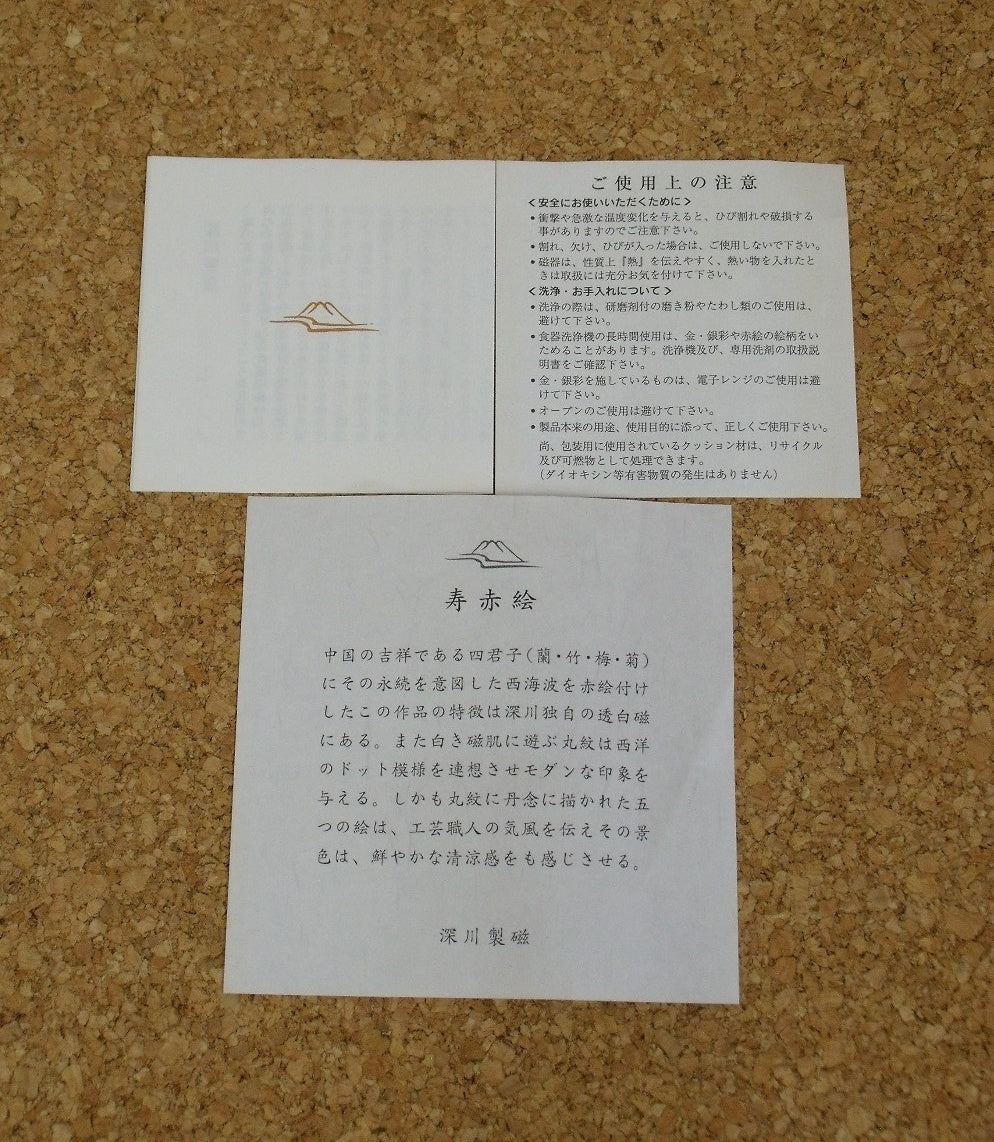 ご使用上の注意
<安全にお使いいただくために>
•衝撃や急激な温度変化を与えると、ひび割れや破損する
事がありますのでご注意下さい。
•割れ、欠け、ひびが入った場合は、ご使用しないで下さい。
•磁器は、性質上『熱』を伝えやすく、熱い物を入れたと
きは取扱には充分お気を付けて下さい。
<洗浄・お手入れについて>
•洗浄の際は、研磨剤付の磨き粉やたわし類のご使用は、
避けて下さい。
•食器洗浄機の長時間使用は、金・銀彩や赤絵の絵柄をい
ためることがあります。洗浄機及び、専用洗剤の取扱説
明書をご確認下さい。
•金・銀彩を施しているものは、電子レンジのご使用は避
けて下さい。
•オーブンのご使用は避けて下さい。
•製品本来の用途、使用目的に添って、正しくご使用下さい。
尚、包装用に使用されているクッション材は、リサイクル
及び可燃物として処理できます。
(ダイオキシン等有害物質の発生はありません)
寿赤絵
中国の吉祥である四君子(蘭・竹・梅・菊)
にその永続を意図した西海波を赤絵付け
したこの作品の特徴は深川独自の透白磁
にある。また白き磁肌に遊ぶ丸紋は西洋
のドット模様を連想させモダンな印象を
与える。しかも丸紋に丹念に描かれた五
つの絵は、工芸職人の気風を伝えその景
色は、鮮やかな清涼感をも感じさせる。
深川製磁